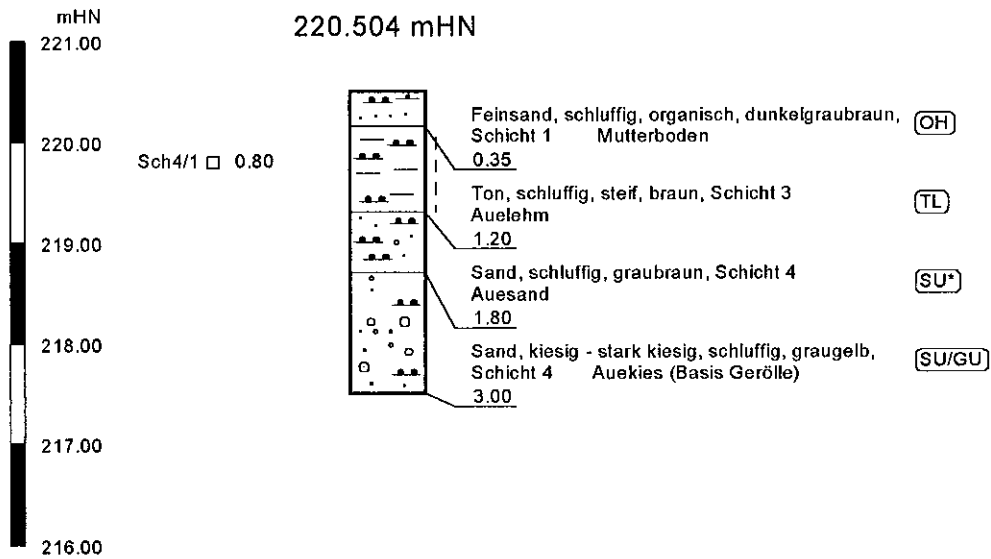 mHN
220.504 mHN
221.00
220.00
219.00
218.00
217.00
216.00
Sch4/1 □ 0.80
Feinsand, schluffig, organisch, dunkelgraubraun,
Schicht 1 Mutterboden
0.35
OH
Ton, schluffig, steif, braun, Schicht 3
Auelehm
1.20
TL
Sand, schluffig, graubraun, Schicht 4
Auesand
1.80
SU*
Sand, kiesig - stark kiesig, schluffig, graugelb,
Schicht 4 Auekies (Basis Gerölle)
3.00
SU/GU